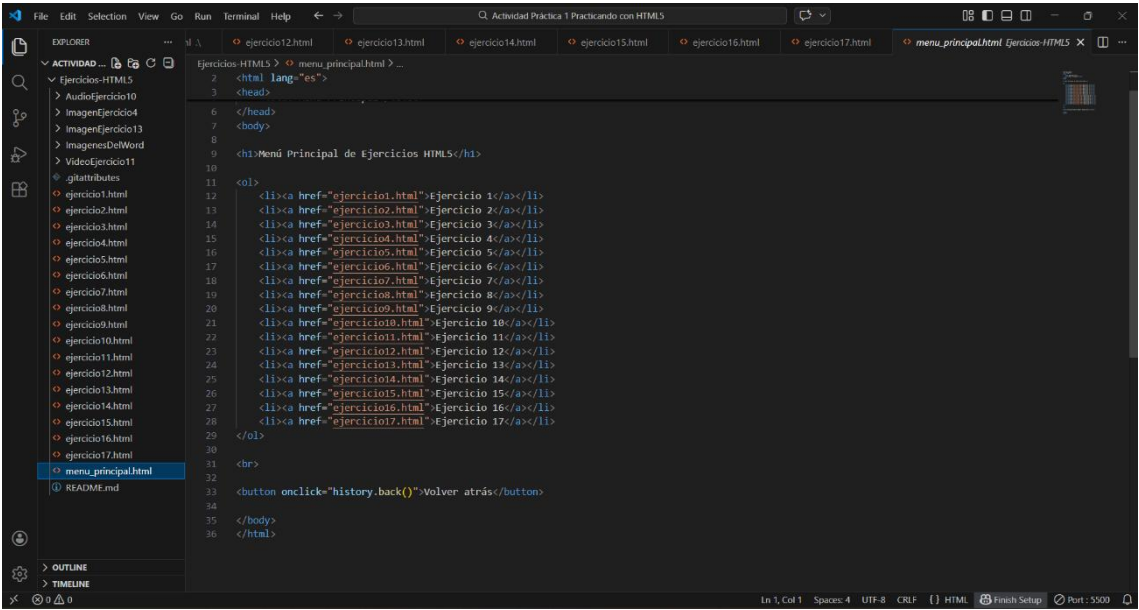 File Edit Selection View Go Run Terminal Help
Actividad Práctica 1 Practicando con HTML5
EXPLORER
ACTIVIDAD ...
Ejercicios-HTML5
AudioEjercicio10
ImagenEjercicio4
ImagenEjercicio13
ImagenesDelWord
VideoEjercicio11
.gitattributes
ejercicio1.html
ejercicio2.html
ejercicio3.html
ejercicio4.html
ejercicio5.html
ejercicio6.html
ejercicio7.html
ejercicio8.html
ejercicio9.html
ejercicio10.html
ejercicio11.html
ejercicio12.html
ejercicio13.html
ejercicio14.html
ejercicio15.html
ejercicio16.html
ejercicio17.html
menu_principal.html
README.md
OUTLINE
TIMELINE
ejercicio12.html ejercicio13.html ejercicio14.html ejercicio15.html ejercicio16.html ejercicio17.html menu_principal.html Ejercicios-HTML5
Ejercicios-HTML5 > menu_principal.html > ...
2 <html lang="es">
3 <head>
6 </head>
7 <body>
8
9 <h1>Menú Principal de Ejercicios HTML5</h1>
10
11 <ol>
12 <li><a href="ejercicio1.html">Ejercicio 1</a></li>
13 <li><a href="ejercicio2.html">Ejercicio 2</a></li>
14 <li><a href="ejercicio3.html">Ejercicio 3</a></li>
15 <li><a href="ejercicio4.html">Ejercicio 4</a></li>
16 <li><a href="ejercicio5.html">Ejercicio 5</a></li>
17 <li><a href="ejercicio6.html">Ejercicio 6</a></li>
18 <li><a href="ejercicio7.html">Ejercicio 7</a></li>
19 <li><a href="ejercicio8.html">Ejercicio 8</a></li>
20 <li><a href="ejercicio9.html">Ejercicio 9</a></li>
21 <li><a href="ejercicio10.html">Ejercicio 10</a></li>
22 <li><a href="ejercicio11.html">Ejercicio 11</a></li>
23 <li><a href="ejercicio12.html">Ejercicio 12</a></li>
24 <li><a href="ejercicio13.html">Ejercicio 13</a></li>
25 <li><a href="ejercicio14.html">Ejercicio 14</a></li>
26 <li><a href="ejercicio15.html">Ejercicio 15</a></li>
27 <li><a href="ejercicio16.html">Ejercicio 16</a></li>
28 <li><a href="ejercicio17.html">Ejercicio 17</a></li>
29 </ol>
30
31 <br>
32
33 <button onclick="history.back()">Volver atrás</button>
34
35 </body>
36 </html>
0 0
Ln 1, Col 1 Spaces: 4 UTF-8 CRLF {} HTML Finish Setup Port : 5500